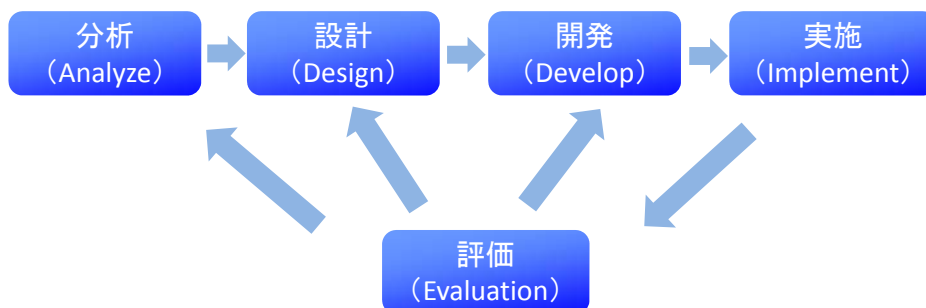 分析
（Analyze）
設計
（Design）
開発
（Develop）
実施
（Implement）
評価
（Evaluation）